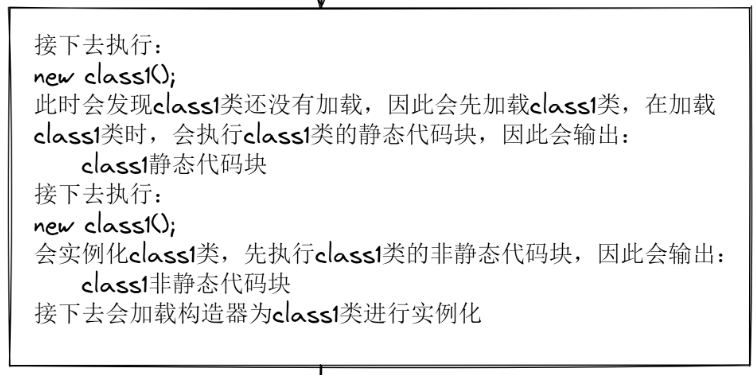 接下去执行：
new class1();
此时会发现class1类还没有加载，因此会先加载class1类，在加载
class1类时，会执行class1类的静态代码块，因此会输出：
class1静态代码块
接下去执行：
new class1();
会实例化class1类，先执行class1类的非静态代码块，因此会输出：
class1非静态代码块
接下去会加载构造器为class1类进行实例化